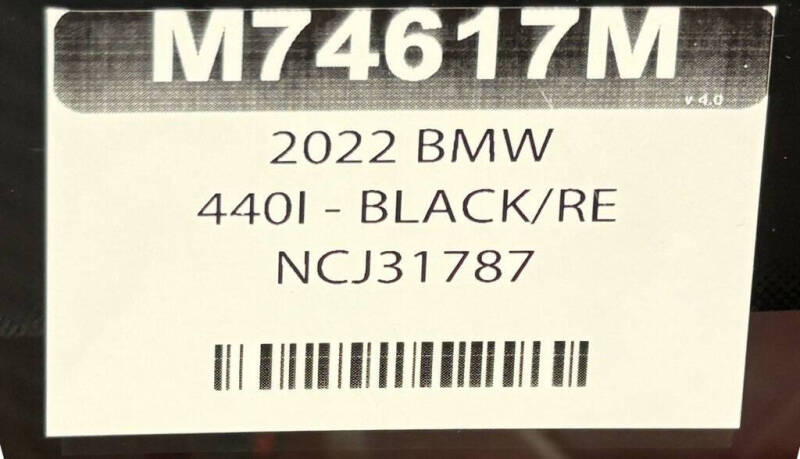 M74617M
v 4.0
2022 BMW
440I - BLACK/RE
NCJ31787